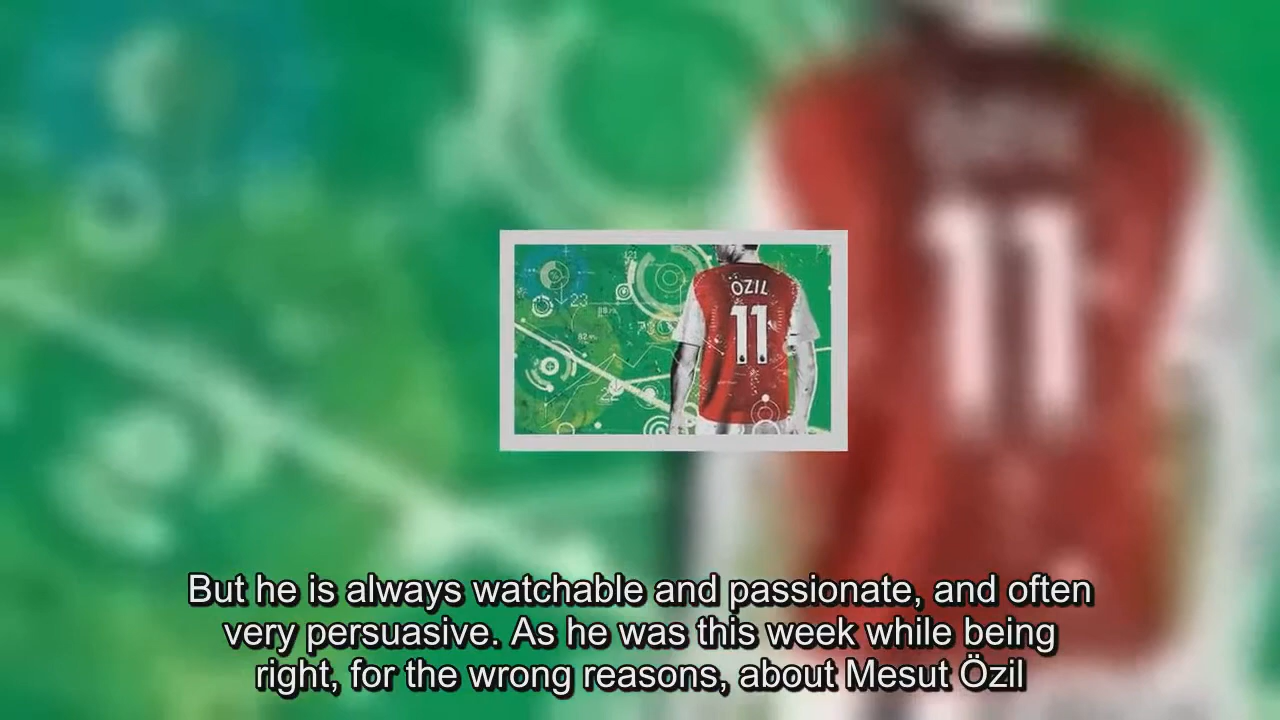 ÖZIL
11
23
But he is always watchable and passionate, and often
very persuasive. As he was this week while being
right, for the wrong reasons, about Mesut Özil